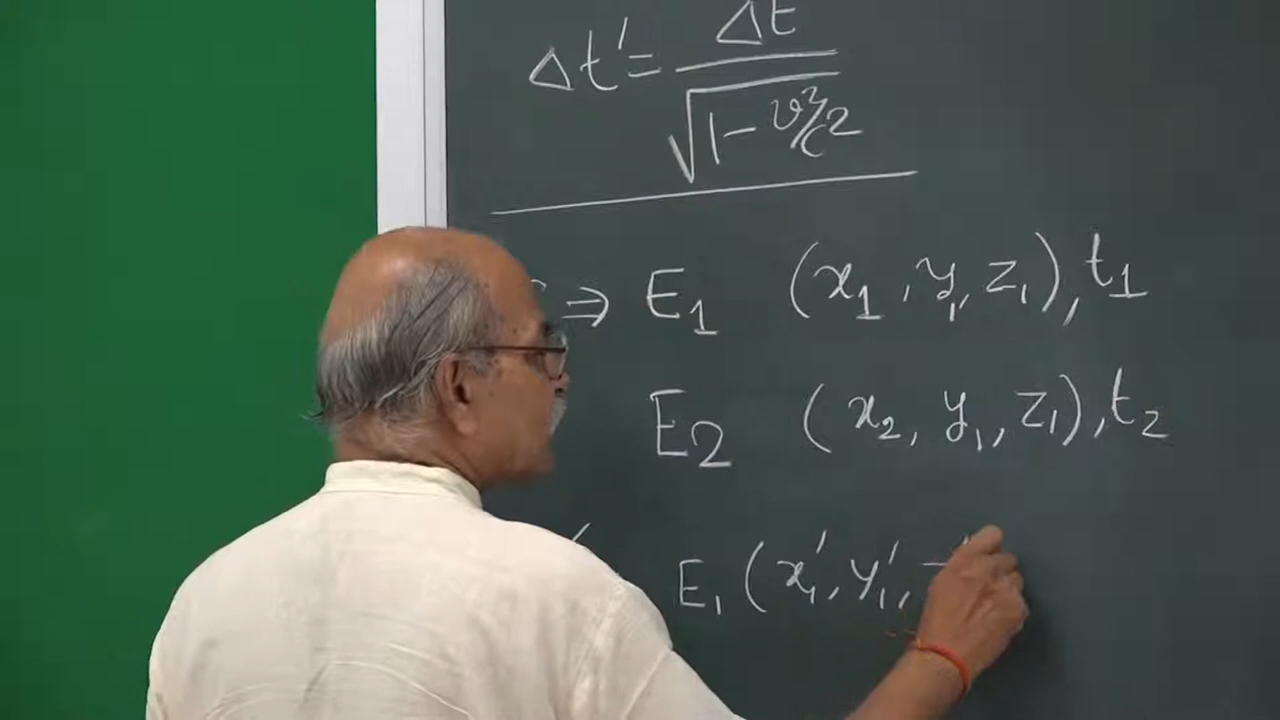 Δt′ = Δt / √1 − v²/c2
⇒ E1 (x1, y1, z1), t1
E2 (x2, y1, z1), t2
E1 (x1′, y1′,